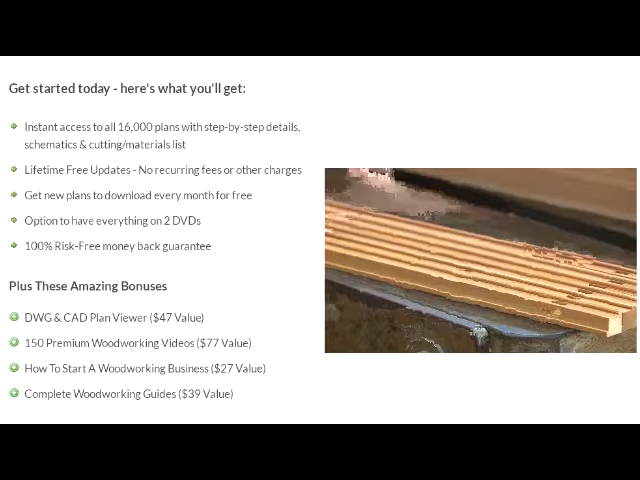 Get started today - here's what you'll get:
Instant access to all 16,000 plans with step-by-step details,
schematics & cutting/materials list
Lifetime Free Updates - No recurring fees or other charges
Get new plans to download every month for free
Option to have everything on 2 DVDs
100% Risk-Free money back guarantee
Plus These Amazing Bonuses
DWG & CAD Plan Viewer ($47 Value)
150 Premium Woodworking Videos ($77 Value)
How To Start A Woodworking Business ($27 Value)
Complete Woodworking Guides ($39 Value)